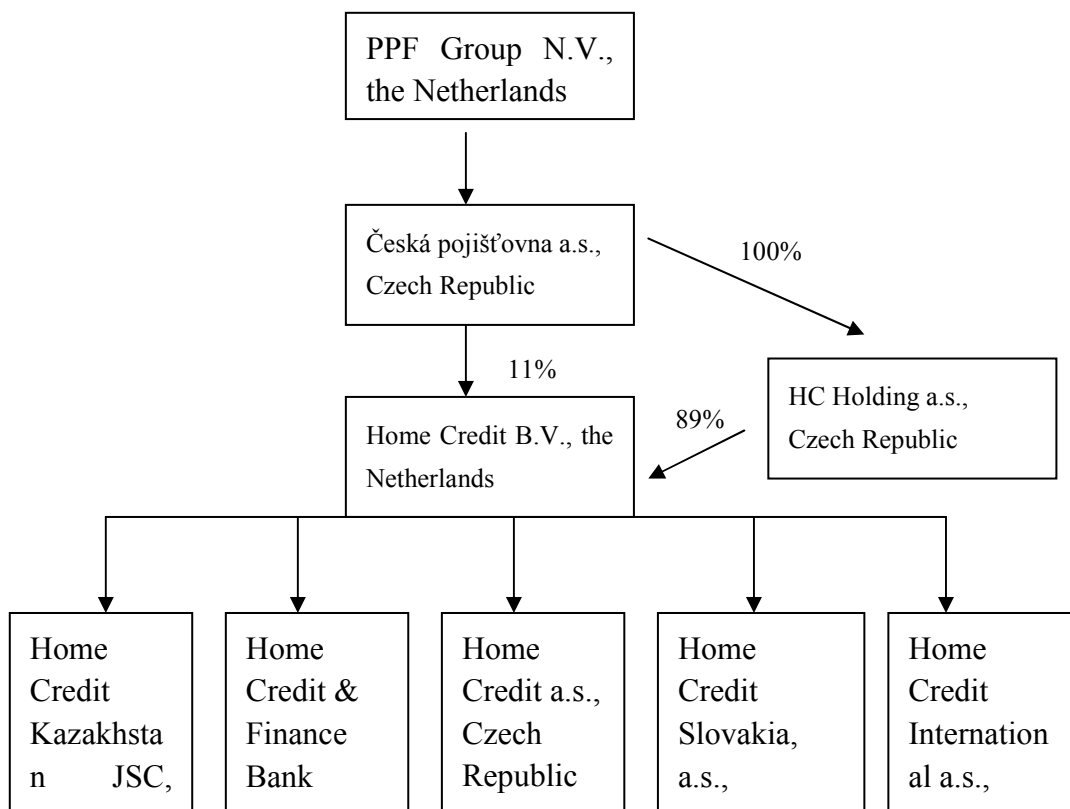 PPF Group N.V.,
the Netherlands
Česká pojišťovna a.s.,
Czech Republic
100%
11%
HC Holding a.s.,
Czech Republic
89%
Home Credit B.V., the
Netherlands
Home
Credit
Kazakhsta
n JSC,
Home
Credit &
Finance
Bank
Home
Credit a.s.,
Czech
Republic
Home
Credit
Slovakia,
a.s.,
Home
Credit
Internation
al a.s.,